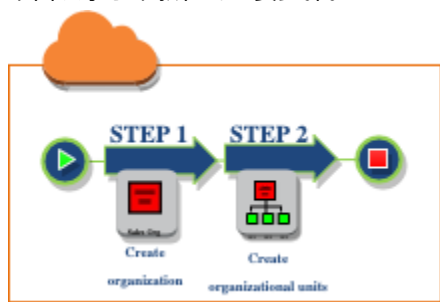 STEP 1
STEP 2
Create
organization
Create
organizational units